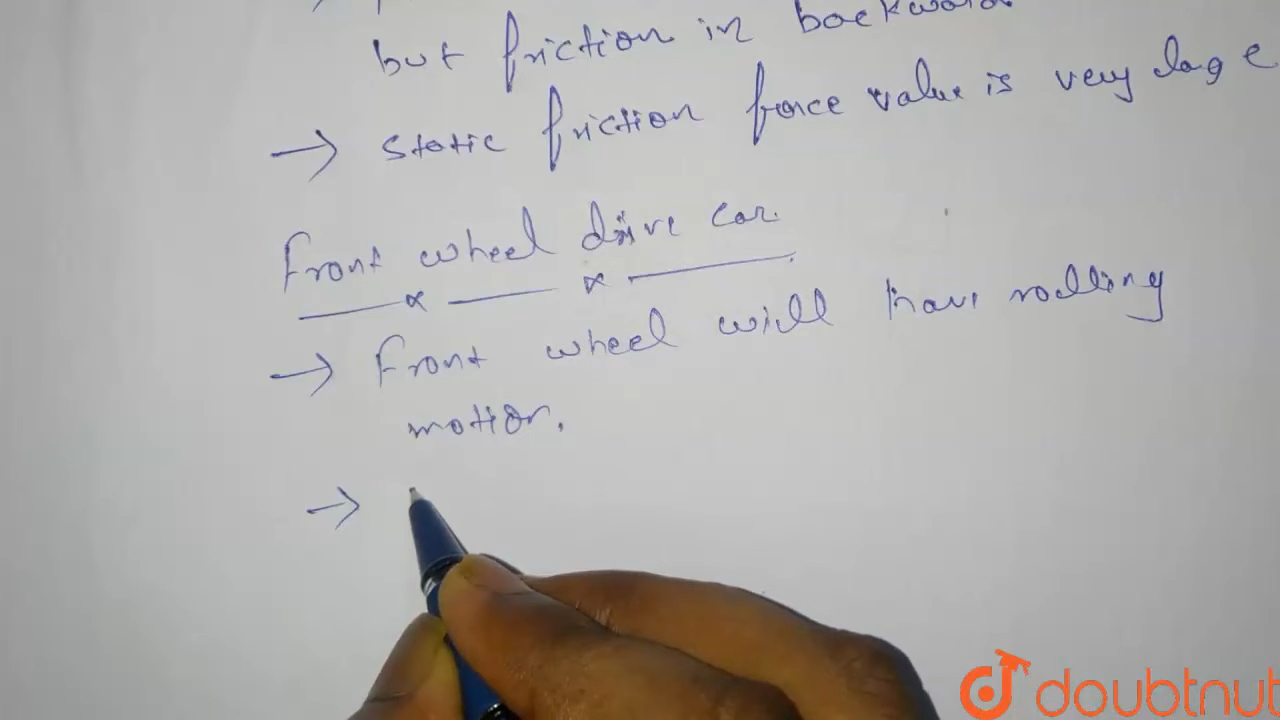 but friction in backward
→ static friction force value is very large
Front wheel drive car.
→ Front wheel will have rolling
motion.
→
doubtnut